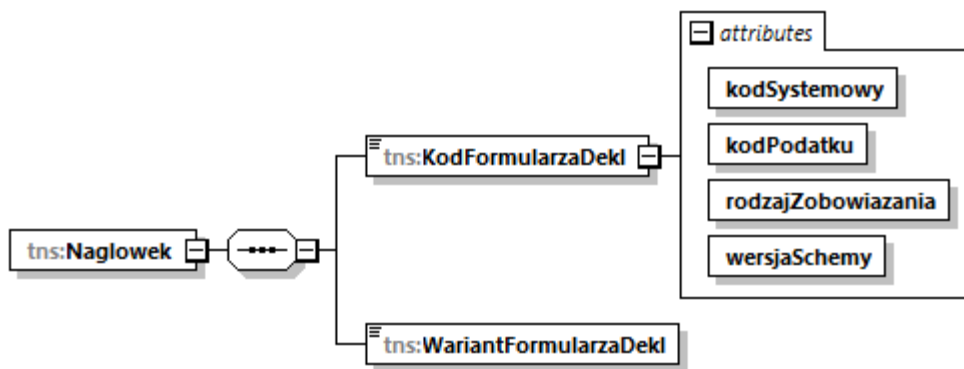 attributes
kodSystemowy
kodPodatku
tns:KodFormularzaDekl
rodzajZobowiazania
tns:Naglowek
wersjaSchemy
tns:WariantFormularzaDekl